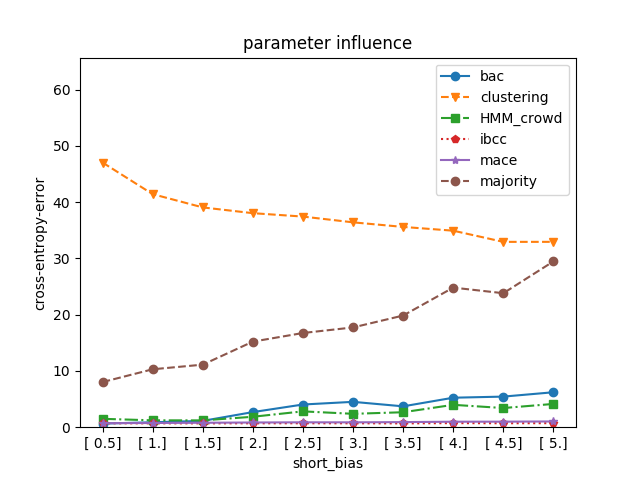 parameter influence
60
50
40
30
20
10
0
cross-entropy-error
bac
clustering
HMM_crowd
ibcc
mace
majority
[ 0.5] [ 1.] [ 1.5] [ 2.] [ 2.5] [ 3.] [ 3.5] [ 4.] [ 4.5] [ 5.]
short_bias